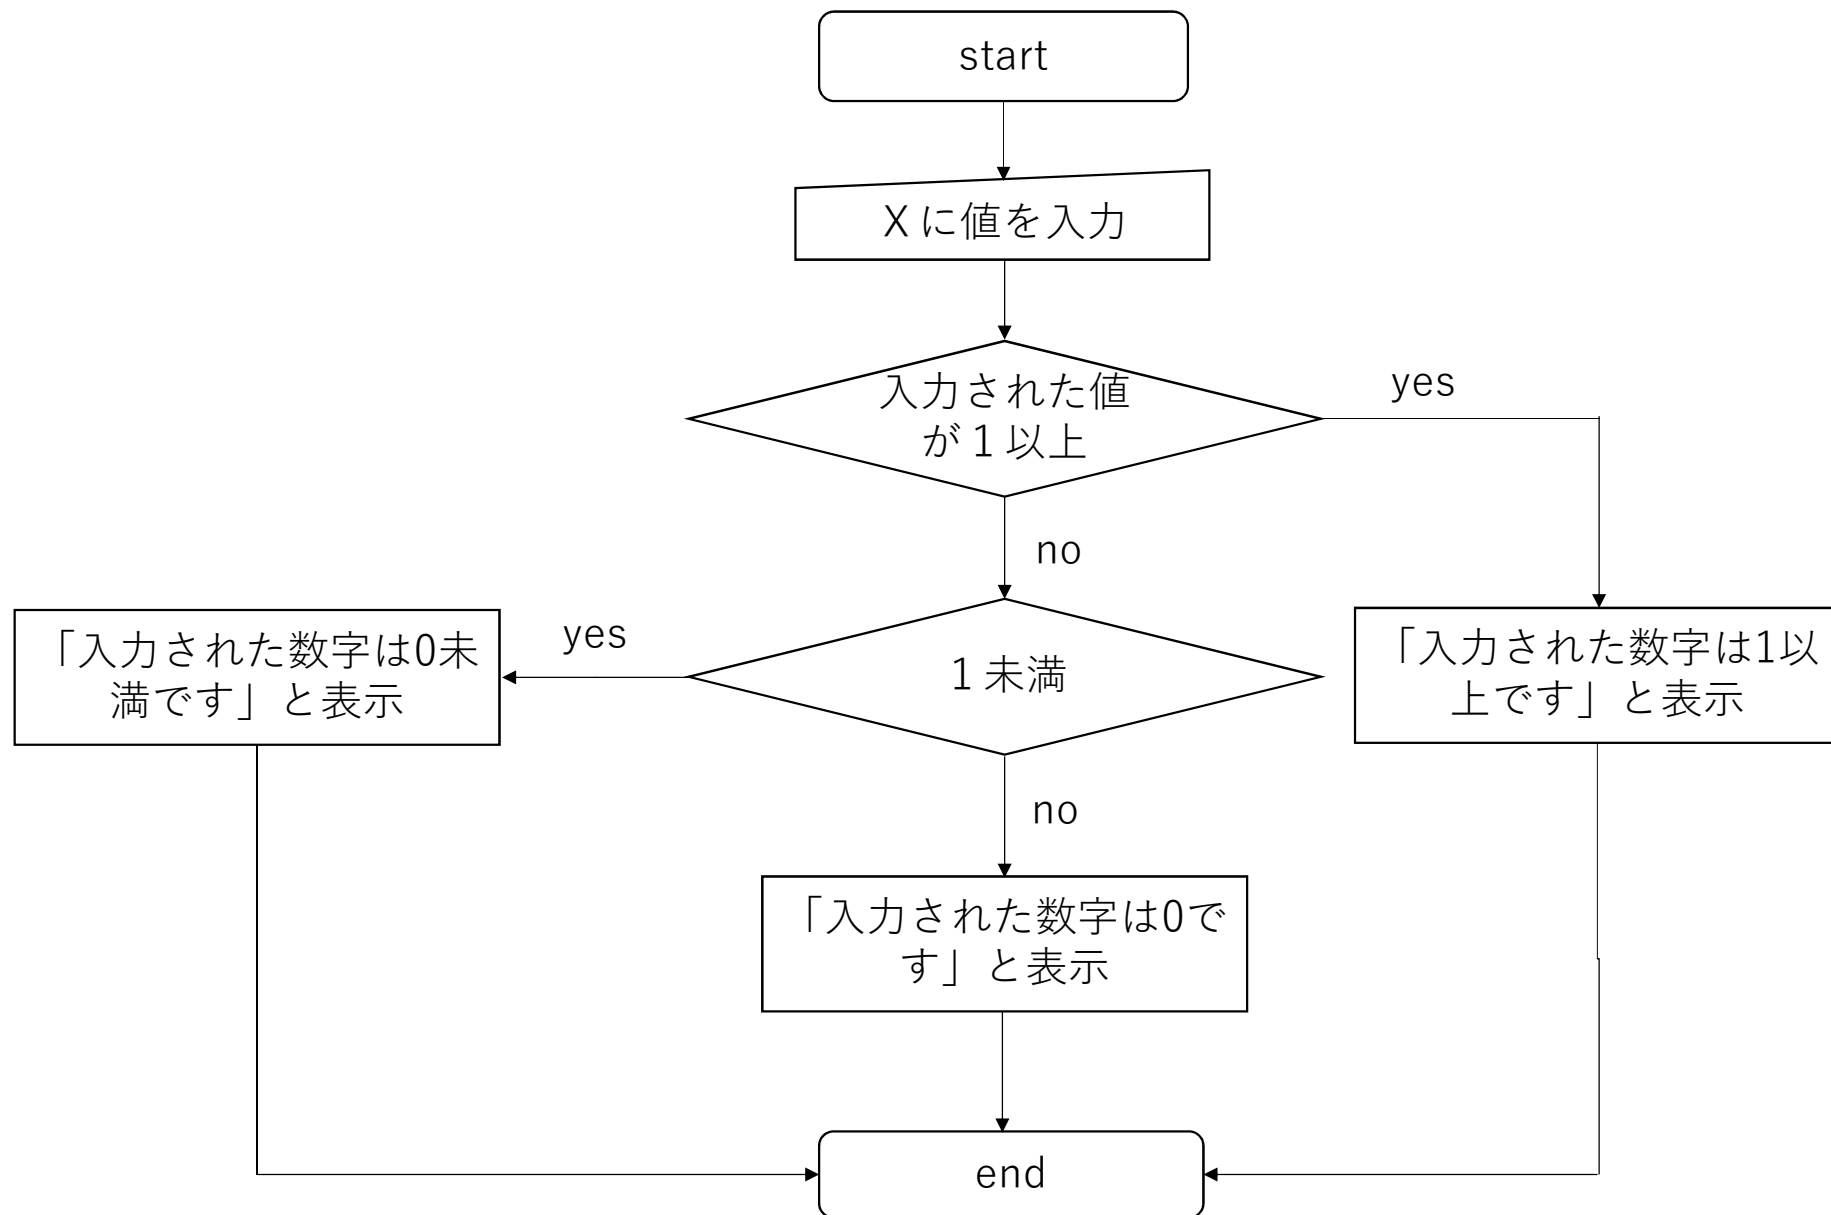 start
Xに値を入力
入力された値
が1以上
yes
no
「入力された数字は0未
満です」と表示
yes
1未満
「入力された数字は1以
上です」と表示
no
「入力された数字は0で
す」と表示
end